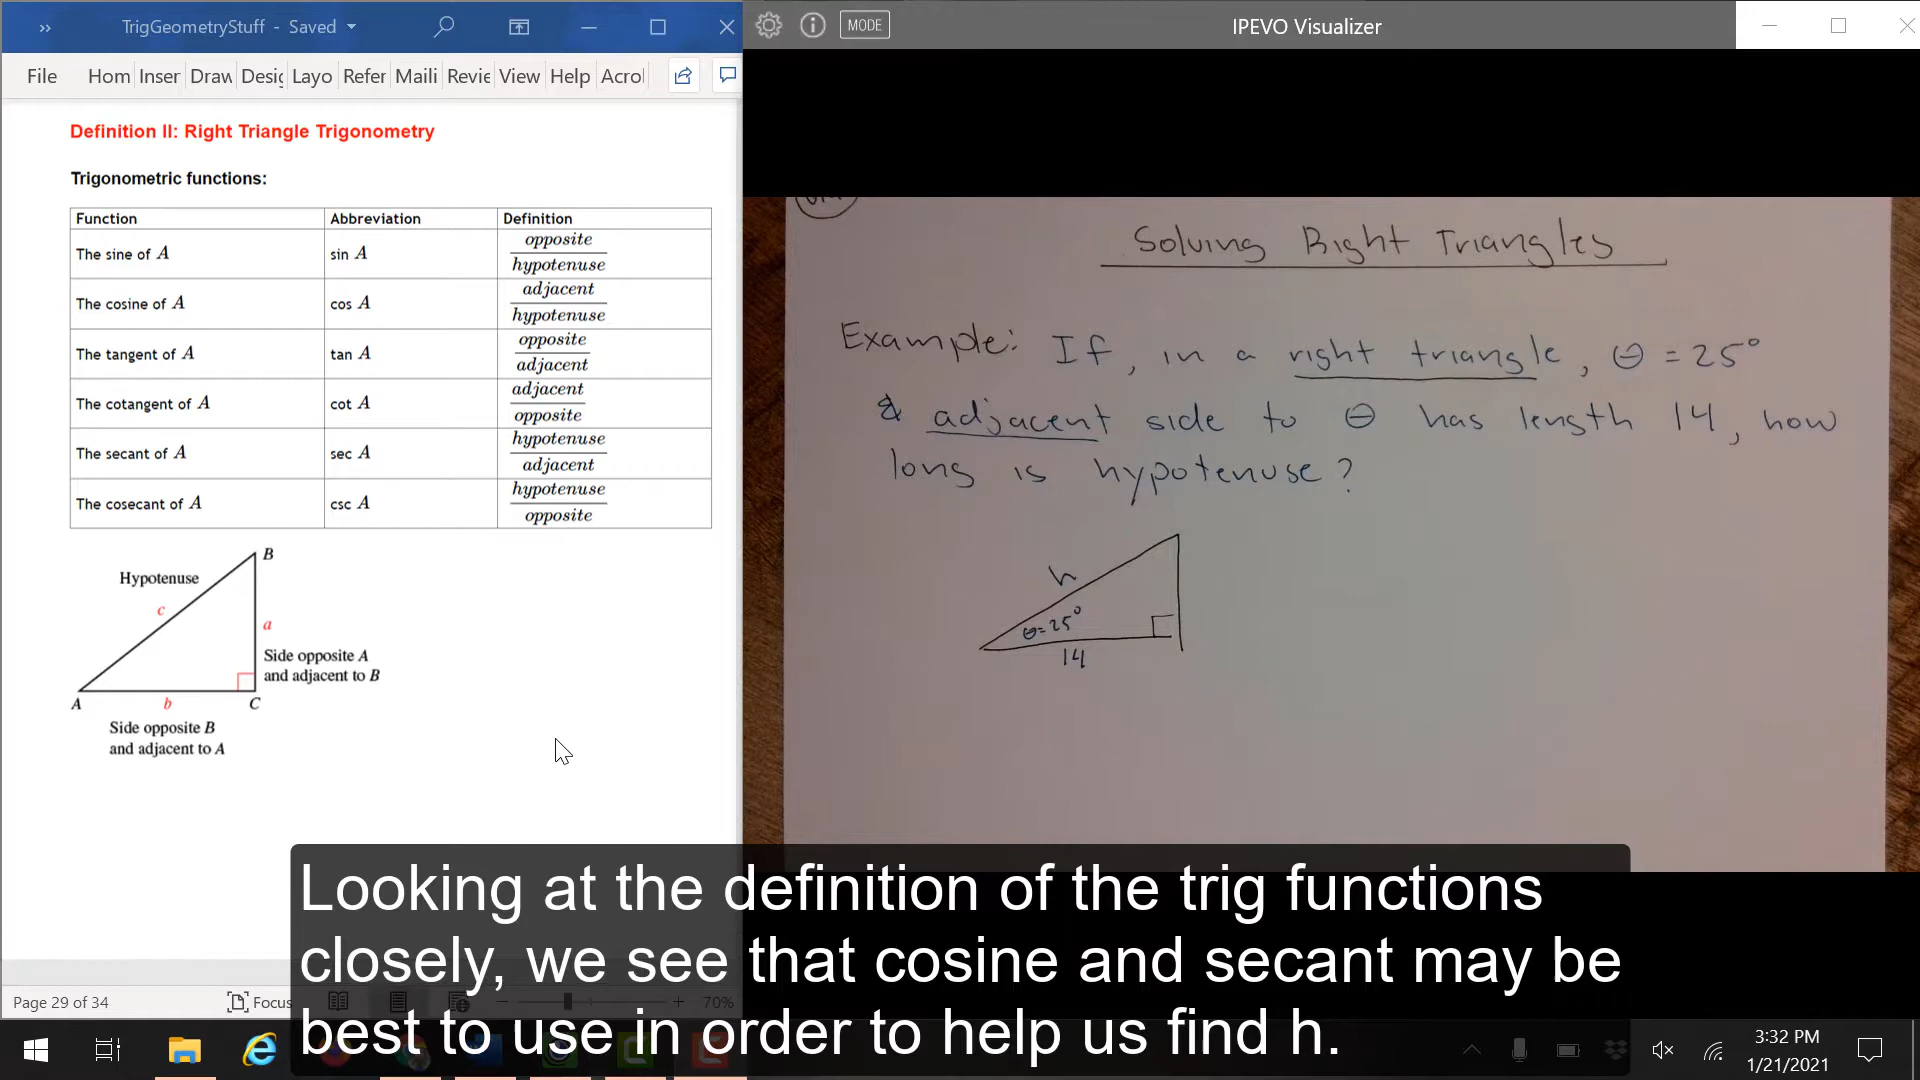 TrigGeometryStuff - Saved
MODE
IPEVO Visualizer
File Hom Inser Draw Desig Layo Refer Maili Revie View Help Acro
Definition II: Right Triangle Trigonometry
Trigonometric functions:
Function Abbreviation Definition
The sine of A sin A opposite/hypotenuse
The cosine of A cos A adjacent/hypotenuse
The tangent of A tan A opposite/adjacent
The cotangent of A cot A adjacent/opposite
The secant of A sec A hypotenuse/adjacent
The cosecant of A csc A hypotenuse/opposite
B
Hypotenuse
c
a
Side opposite A
and adjacent to B
A b C
Side opposite B
and adjacent to A
Solving Right Triangles
Example: If, in a right triangle, θ = 25°
& adjacent side to θ has length 14, how
long is hypotenuse?
h
θ=25°
14
Looking at the definition of the trig functions
closely, we see that cosine and secant may be
best to use in order to help us find h.
Page 29 of 34 Focus 70%
3:32 PM
1/21/2021